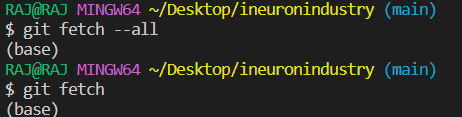 RAJ@RAJ MINGW64 ~/Desktop/ineuronindustry (main)
$ git fetch --all
(base)
RAJ@RAJ MINGW64 ~/Desktop/ineuronindustry (main)
$ git fetch
(base)